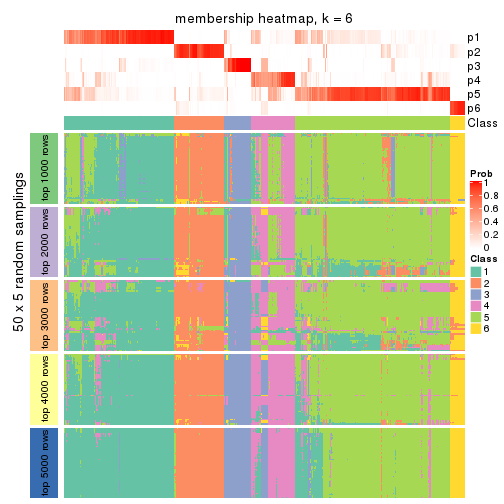 membership heatmap, k = 6
p1
p2
p3
p4
p5
p6
Class
50 x 5 random samplings
top 1000 rows
top 2000 rows
top 3000 rows
top 4000 rows
top 5000 rows
Prob
1
0.8
0.6
0.4
0.2
0
Class
1
2
3
4
5
6